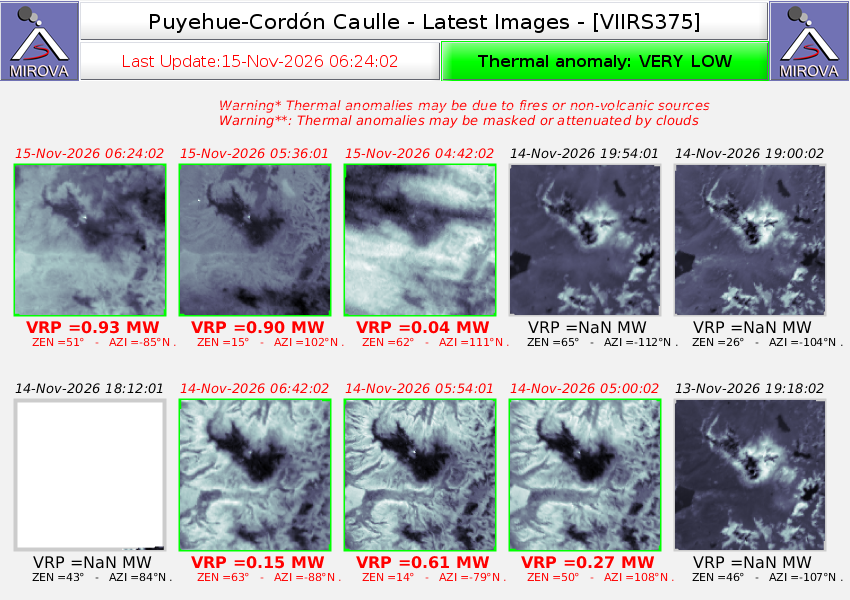 Puyehue-Cordón Caulle - Latest Images - [VIIRS375]
MIROVA
Last Update:15-Nov-2026 06:24:02
Thermal anomaly: VERY LOW
MIROVA
Warning* Thermal anomalies may be due to fires or non-volcanic sources
Warning**: Thermal anomalies may be masked or attenuated by clouds
15-Nov-2026 06:24:02
15-Nov-2026 05:36:01
15-Nov-2026 04:42:02
14-Nov-2026 19:54:01
14-Nov-2026 19:00:02
VRP =0.93 MW
VRP =0.90 MW
VRP =0.04 MW
VRP =NaN MW
VRP =NaN MW
ZEN =51° - AZI =-85°N .
ZEN =15° - AZI =102°N .
ZEN =62° - AZI =111°N .
ZEN =65° - AZI =-112°N .
ZEN =26° - AZI =-104°N .
14-Nov-2026 18:12:01
14-Nov-2026 06:42:02
14-Nov-2026 05:54:01
14-Nov-2026 05:00:02
13-Nov-2026 19:18:02
VRP =NaN MW
VRP =0.15 MW
VRP =0.61 MW
VRP =0.27 MW
VRP =NaN MW
ZEN =43° - AZI =84°N .
ZEN =63° - AZI =-88°N .
ZEN =14° - AZI =-79°N .
ZEN =50° - AZI =108°N .
ZEN =46° - AZI =-107°N .